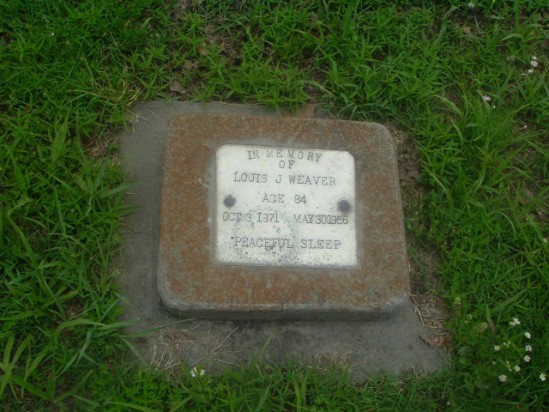 IN MEMORY
OF
LOUIS J WEAVER
AGE 84
OCT 3 1871 MAY 30 1956
PEACEFUL SLEEP